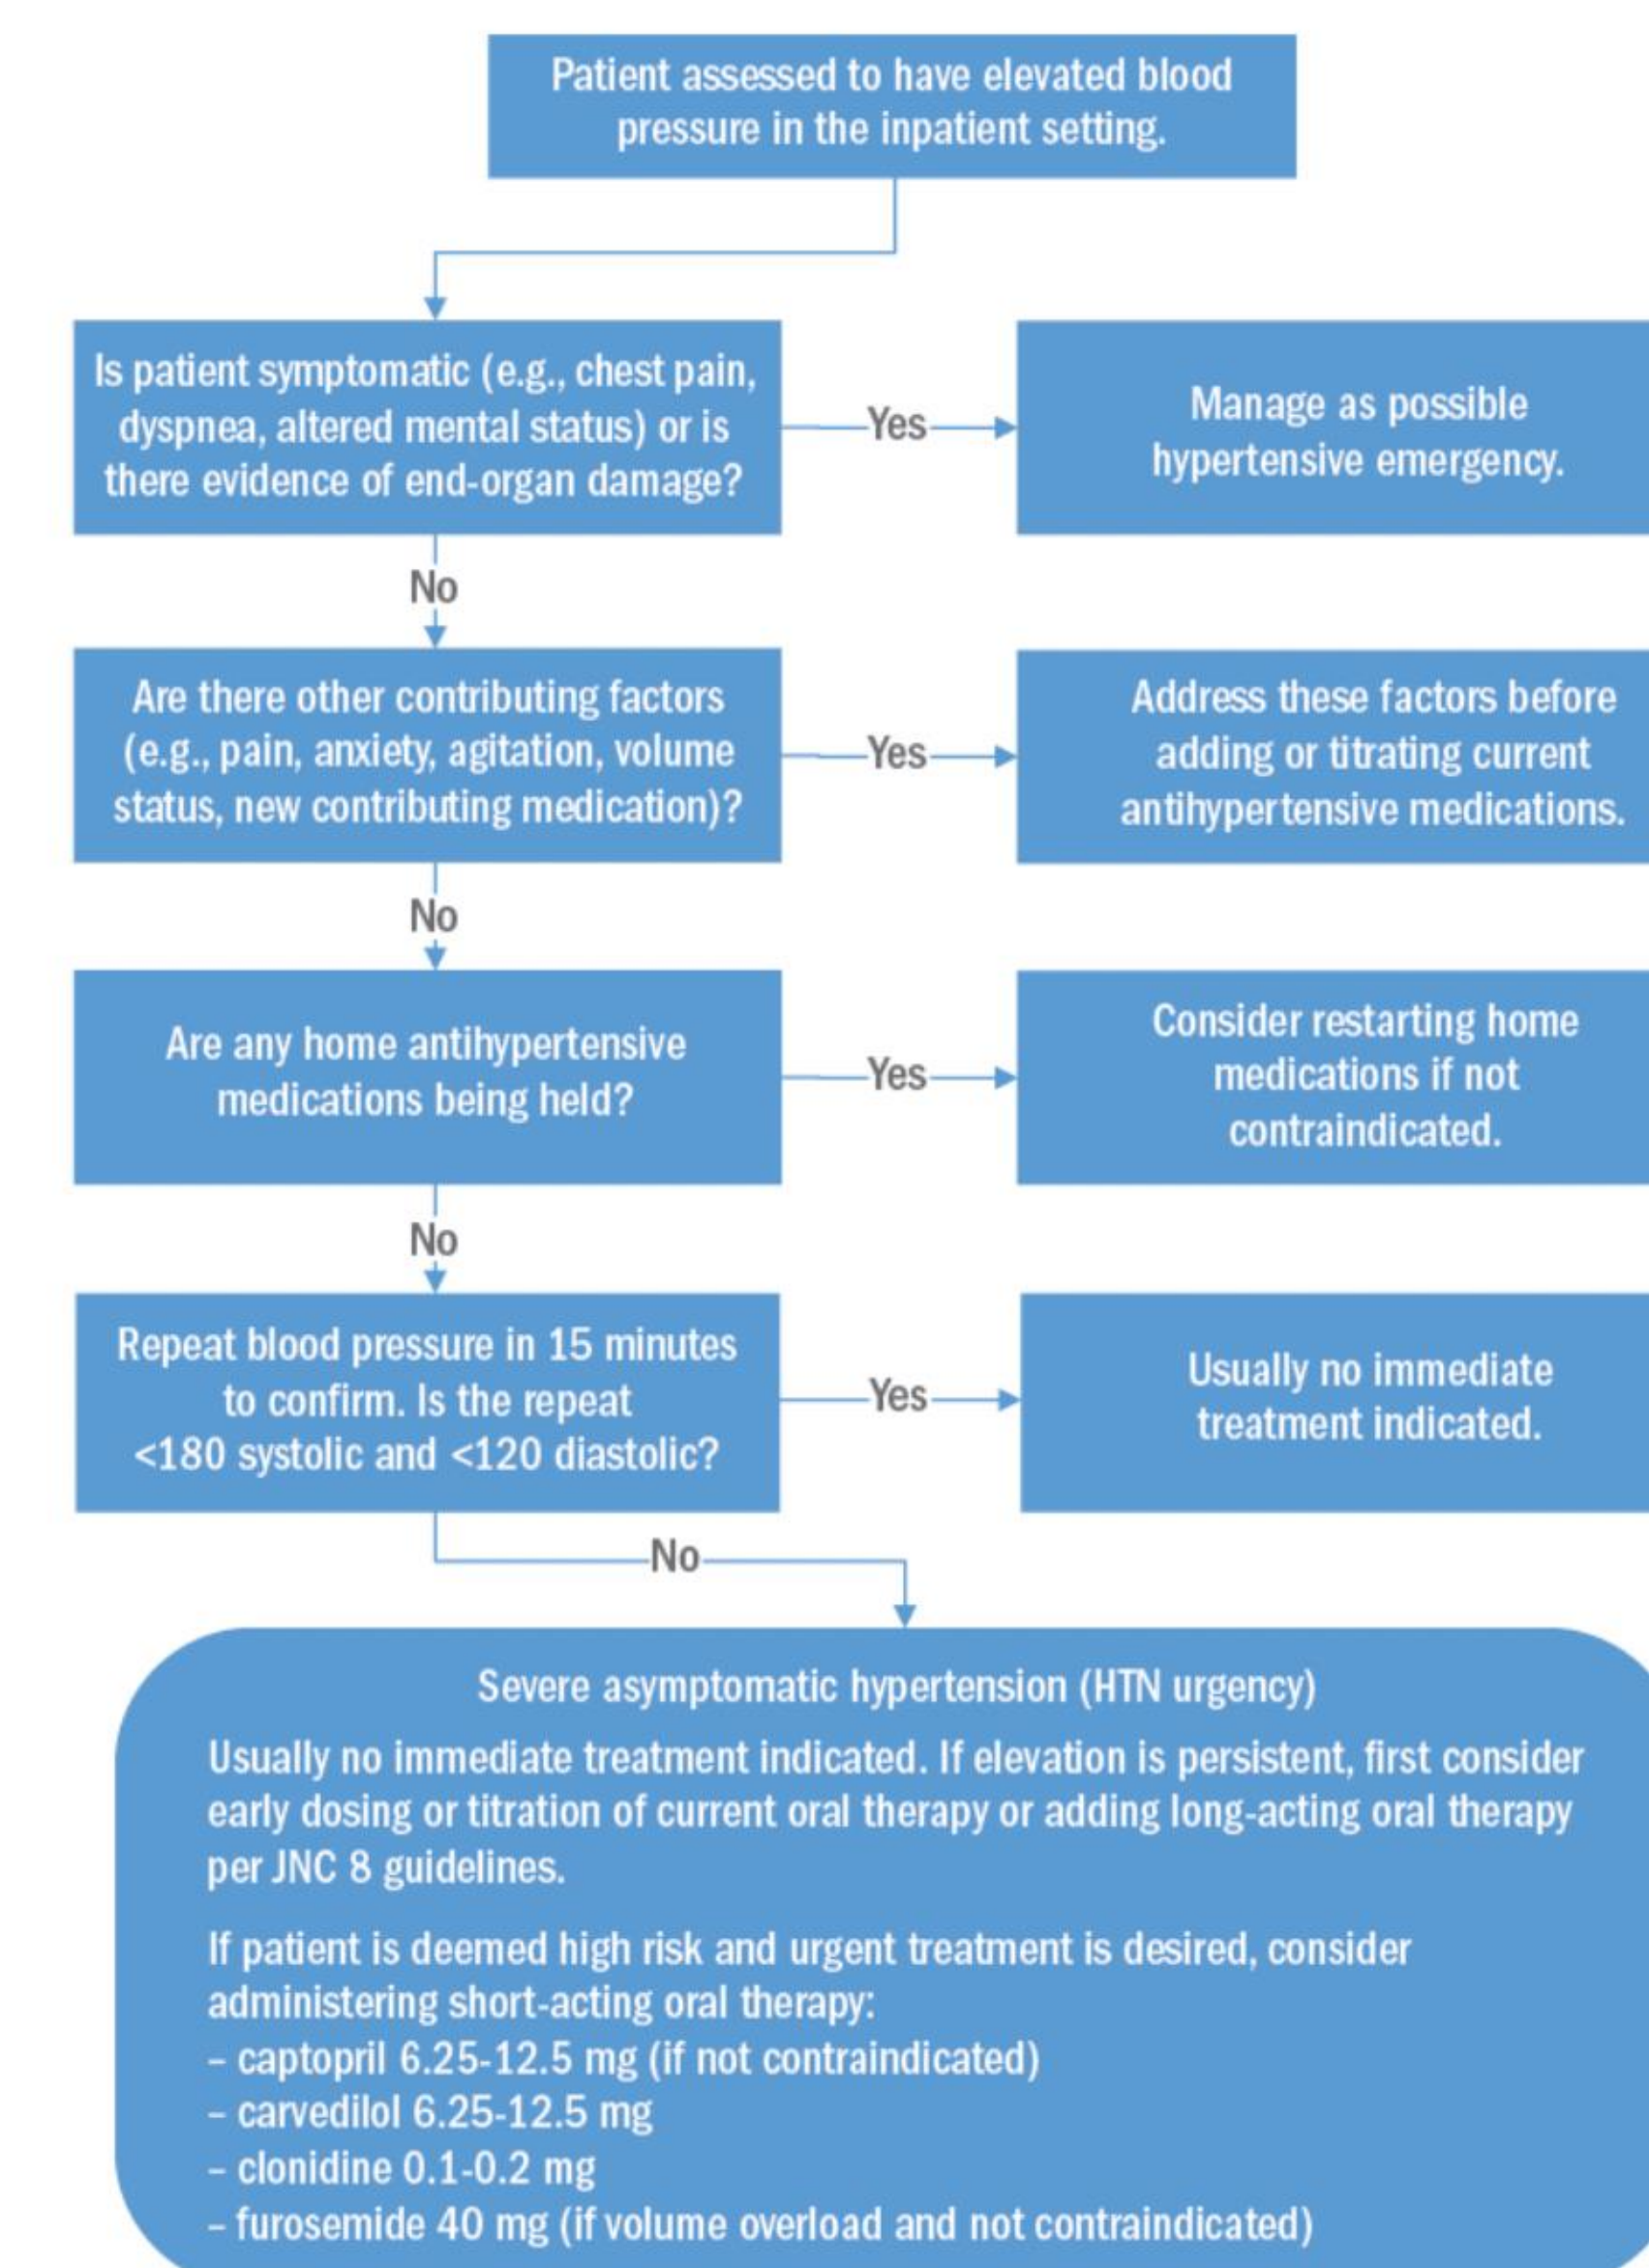 Patient assessed to have elevated blood
pressure in the inpatient setting.
Is patient symptomatic (e.g., chest pain,
dyspnea, altered mental status) or is
there evidence of end-organ damage?
Yes
Manage as possible
hypertensive emergency.
No
Are there other contributing factors
(e.g., pain, anxiety, agitation, volume
status, new contributing medication)?
Yes
Address these factors before
adding or titrating current
antihypertensive medications.
No
Are any home antihypertensive
medications being held?
Yes
Consider restarting home
medications if not
contraindicated.
No
Repeat blood pressure in 15 minutes
to confirm. Is the repeat
<180 systolic and <120 diastolic?
Yes
Usually no immediate
treatment indicated.
No
Severe asymptomatic hypertension (HTN urgency)
Usually no immediate treatment indicated. If elevation is persistent, first consider
early dosing or titration of current oral therapy or adding long-acting oral therapy
per JNC 8 guidelines.
If patient is deemed high risk and urgent treatment is desired, consider
administering short-acting oral therapy:
– captopril 6.25-12.5 mg (if not contraindicated)
– carvedilol 6.25-12.5 mg
– clonidine 0.1-0.2 mg
– furosemide 40 mg (if volume overload and not contraindicated)